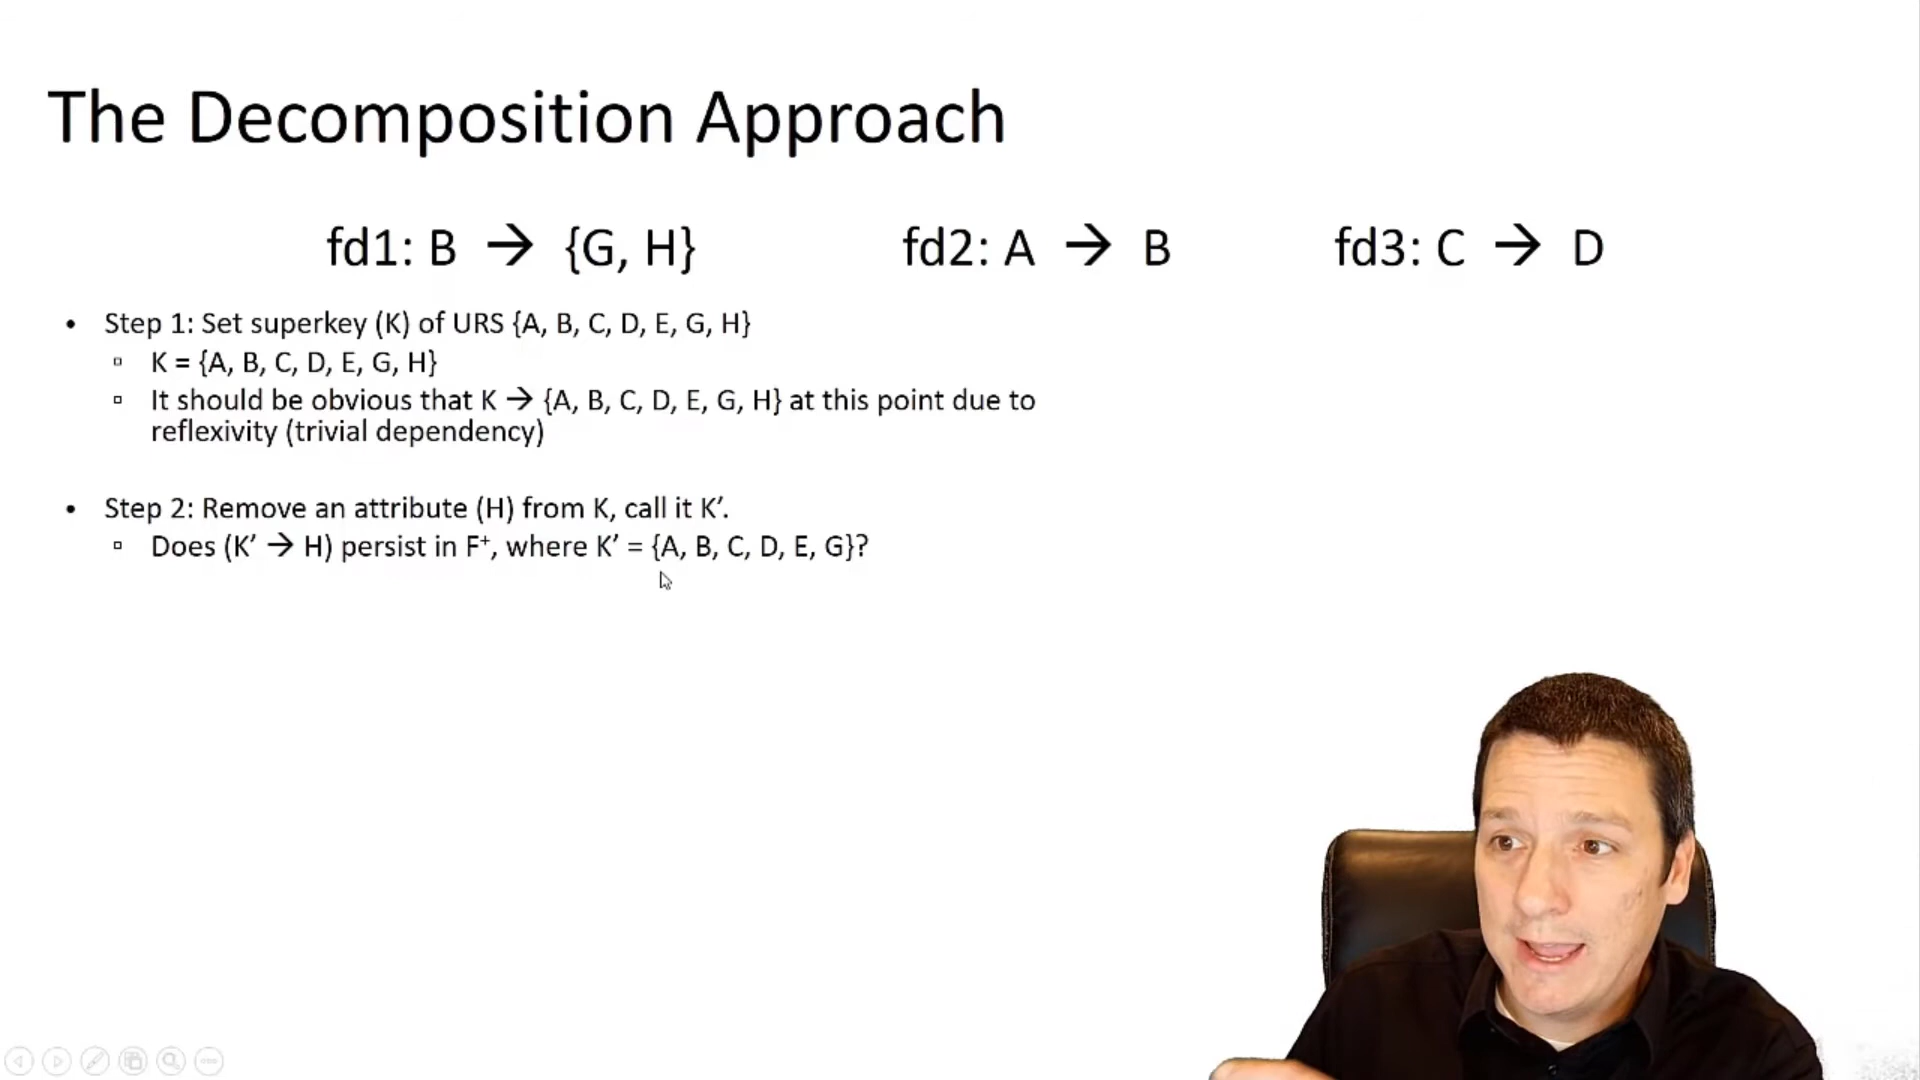 The Decomposition Approach
fd1: B → {G, H} fd2: A → B fd3: C → D
• Step 1: Set superkey (K) of URS {A, B, C, D, E, G, H}
▫ K = {A, B, C, D, E, G, H}
▫ It should be obvious that K → {A, B, C, D, E, G, H} at this point due to
reflexivity (trivial dependency)
• Step 2: Remove an attribute (H) from K, call it K′.
▫ Does (K′ → H) persist in F⁺, where K′ = {A, B, C, D, E, G}?